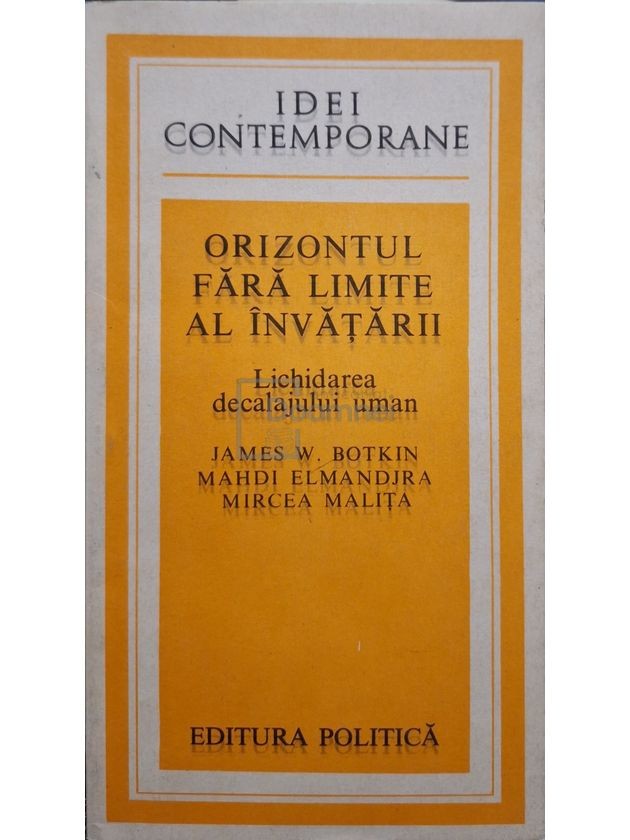 IDEI
CONTEMPORANE
ORIZONTUL
FĂRĂ LIMITE
AL ÎNVĂȚĂRII
Lichidarea
decalajului uman
JAMES W. BOTKIN
MAHDI ELMANDJRA
MIRCEA MALIȚA
EDITURA POLITICĂ